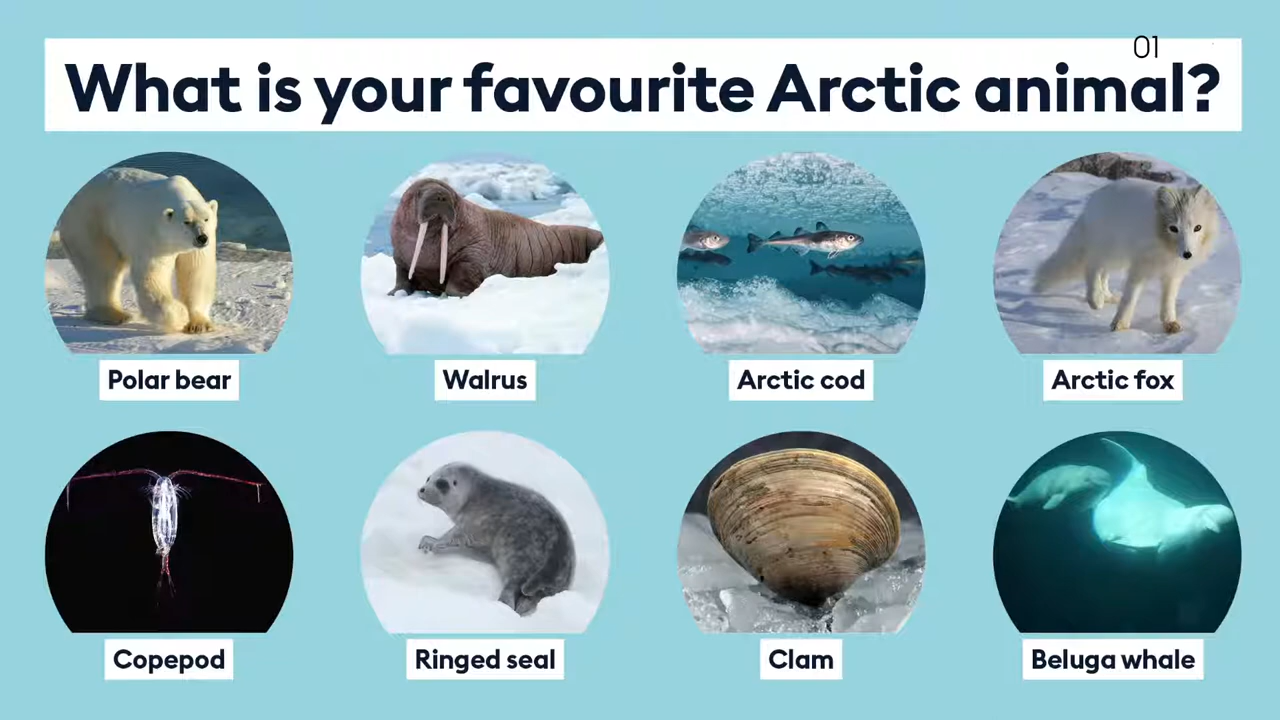 01
What is your favourite Arctic animal?
Polar bear
Walrus
Arctic cod
Arctic fox
Copepod
Ringed seal
Clam
Beluga whale